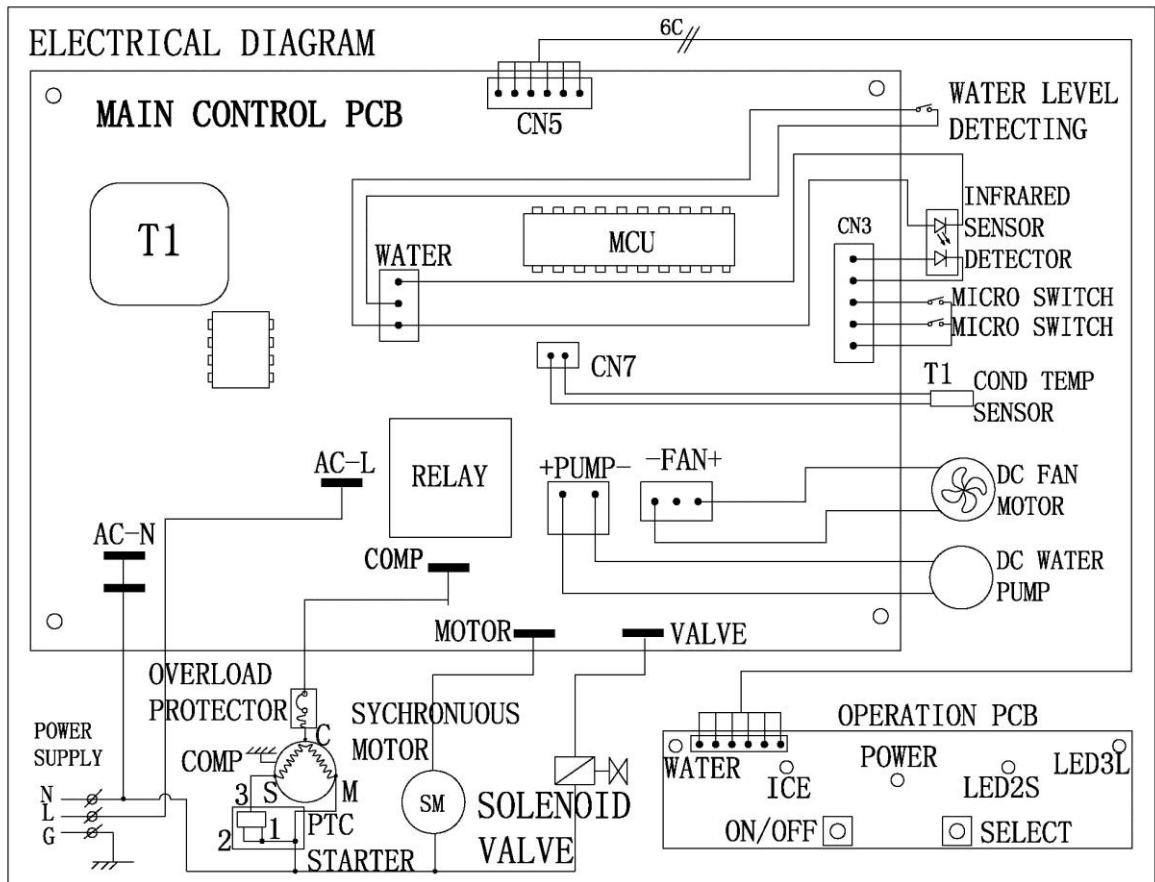 6C
ELECTRICAL DIAGRAM
MAIN CONTROL PCB
CN5
WATER LEVEL
DETECTING
T1
MCU
CN3
INFRARED
SENSOR
DETECTOR
WATER
MICRO SWITCH
MICRO SWITCH
CN7
T1
COND TEMP
SENSOR
AC-L
RELAY
+PUMP-
-FAN+
DC FAN
MOTOR
AC-N
COMP
DC WATER
PUMP
MOTOR
VALVE
OVERLOAD
PROTECTOR
SYCHRONUOUS
MOTOR
OPERATION PCB
POWER
SUPPLY
C
COMP
S
M
WATER
ICE
POWER
LED2S
LED3L
N
L
G
3
2
1
PTC
STARTER
SM
SOLENOID
VALVE
ON/OFF
SELECT